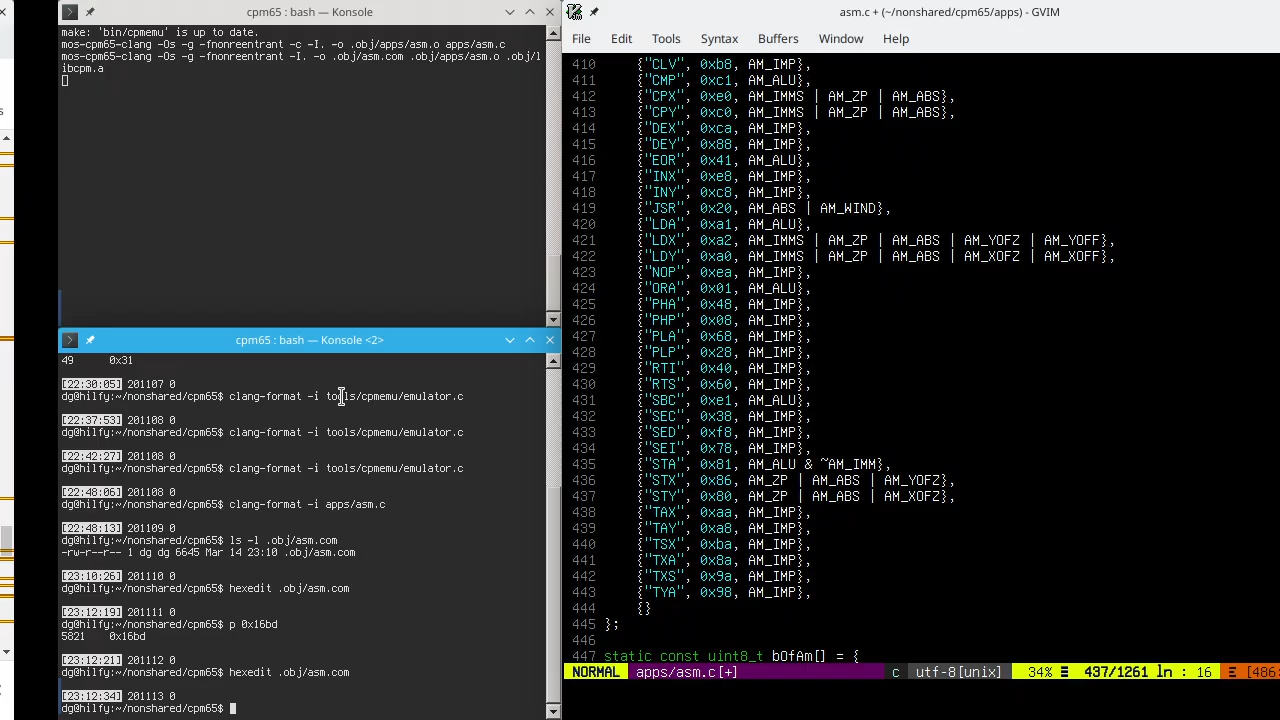 cpm65 : bash — Konsole
make: 'bin/cpmemu' is up to date.
mos-cpm65-clang -Os -g -fnonreentrant -c -I. -o .obj/apps/asm.o apps/asm.c
mos-cpm65-clang -Os -g -fnonreentrant -I. -o .obj/asm.com .obj/apps/asm.o .obj/l
ibcpm.a
cpm65 : bash — Konsole <2>
49 0x31
[22:30:05] 201107 0
dg@hilfy:~/nonshared/cpm65$ clang-format -i tools/cpmemu/emulator.c
[22:37:53] 201108 0
dg@hilfy:~/nonshared/cpm65$ clang-format -i tools/cpmemu/emulator.c
[22:42:27] 201108 0
dg@hilfy:~/nonshared/cpm65$ clang-format -i tools/cpmemu/emulator.c
[22:48:06] 201108 0
dg@hilfy:~/nonshared/cpm65$ clang-format -i apps/asm.c
[22:48:13] 201109 0
dg@hilfy:~/nonshared/cpm65$ ls -l .obj/asm.com
-rw-r--r-- 1 dg dg 6645 Mar 14 23:10 .obj/asm.com
[23:10:26] 201110 0
dg@hilfy:~/nonshared/cpm65$ hexedit .obj/asm.com
[23:12:19] 201111 0
dg@hilfy:~/nonshared/cpm65$ p 0x16bd
5821 0x16bd
[23:12:21] 201112 0
dg@hilfy:~/nonshared/cpm65$ hexedit .obj/asm.com
[23:12:34] 201113 0
dg@hilfy:~/nonshared/cpm65$
asm.c + (~/nonshared/cpm65/apps) - GVIM
File Edit Tools Syntax Buffers Window Help
410 {"CLV", 0xb8, AM_IMP},
411 {"CMP", 0xc1, AM_ALU},
412 {"CPX", 0xe0, AM_IMMS | AM_ZP | AM_ABS},
413 {"CPY", 0xc0, AM_IMMS | AM_ZP | AM_ABS},
414 {"DEX", 0xca, AM_IMP},
415 {"DEY", 0x88, AM_IMP},
416 {"EOR", 0x41, AM_ALU},
417 {"INX", 0xe8, AM_IMP},
418 {"INY", 0xc8, AM_IMP},
419 {"JSR", 0x20, AM_ABS | AM_WIND},
420 {"LDA", 0xa1, AM_ALU},
421 {"LDX", 0xa2, AM_IMMS | AM_ZP | AM_ABS | AM_YOFZ | AM_YOFF},
422 {"LDY", 0xa0, AM_IMMS | AM_ZP | AM_ABS | AM_XOFZ | AM_XOFF},
423 {"NOP", 0xea, AM_IMP},
424 {"ORA", 0x01, AM_ALU},
425 {"PHA", 0x48, AM_IMP},
426 {"PHP", 0x08, AM_IMP},
427 {"PLA", 0x68, AM_IMP},
428 {"PLP", 0x28, AM_IMP},
429 {"RTI", 0x40, AM_IMP},
430 {"RTS", 0x60, AM_IMP},
431 {"SBC", 0xe1, AM_ALU},
432 {"SEC", 0x38, AM_IMP},
433 {"SED", 0xf8, AM_IMP},
434 {"SEI", 0x78, AM_IMP},
435 {"STA", 0x81, AM_ALU & ~AM_IMM},
436 {"STX", 0x86, AM_ZP | AM_ABS | AM_YOFZ},
437 {"STY", 0x80, AM_ZP | AM_ABS | AM_XOFZ},
438 {"TAX", 0xaa, AM_IMP},
439 {"TAY", 0xa8, AM_IMP},
440 {"TSX", 0xba, AM_IMP},
441 {"TXA", 0x8a, AM_IMP},
442 {"TXS", 0x9a, AM_IMP},
443 {"TYA", 0x98, AM_IMP},
444 {}
445 };
446
447 static const uint8_t bOfAm[] = {
NORMAL apps/asm.c[+] c utf-8[unix] 34% ☰ 437/1261 ln : 16 Ξ [486